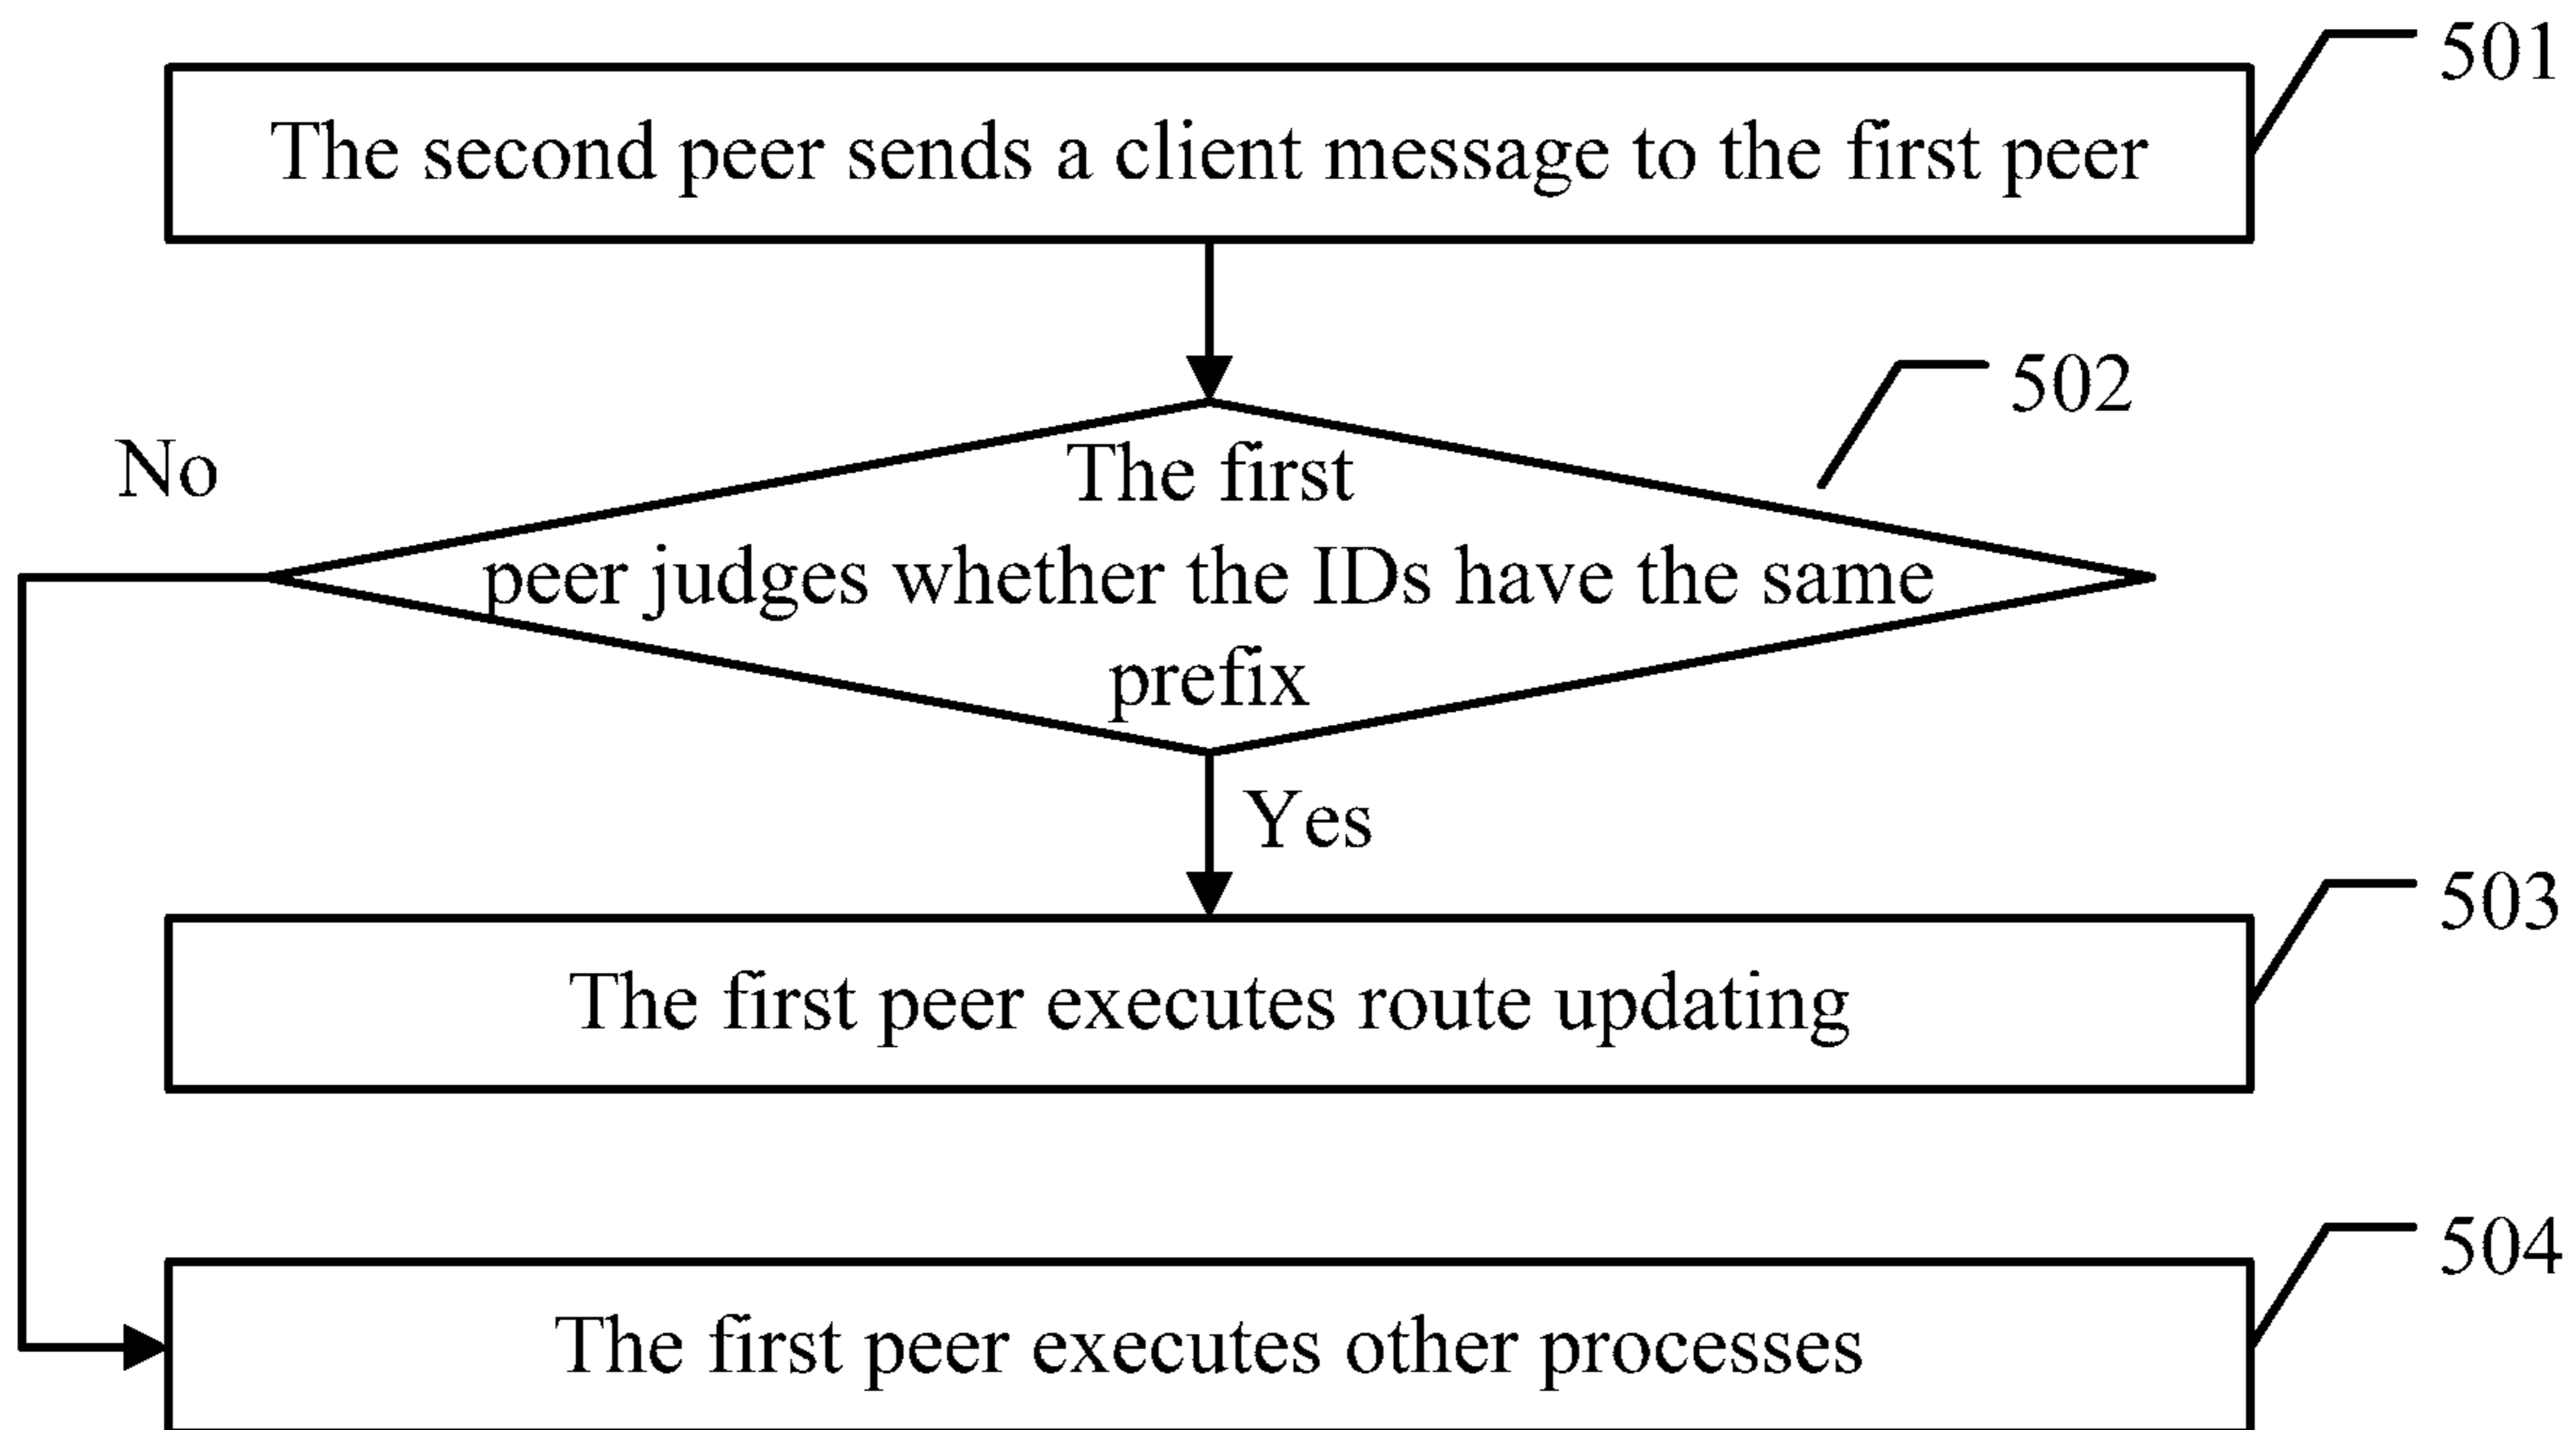 501
The second peer sends a client message to the first peer
502
No
The first
peer judges whether the IDs have the same
prefix
Yes
503
The first peer executes route updating
504
The first peer executes other processes